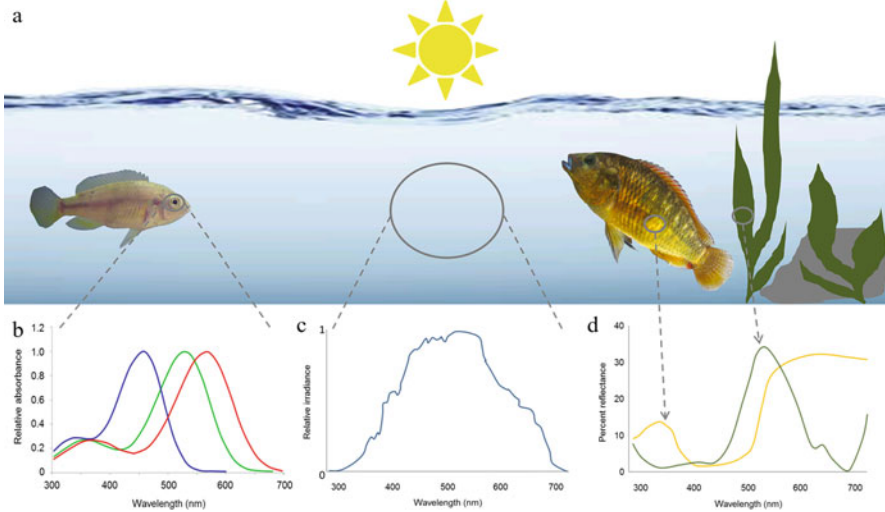 a
b
Relative absorbance
1.2
1.0
0.8
0.6
0.4
0.2
0
300 400 500 600 700
Wavelength (nm)
c
Relative irradiance
1
0
300 400 500 600 700
Wavelength (nm)
d
Percent reflectance
40
30
20
10
0
300 400 500 600 700
Wavelength (nm)